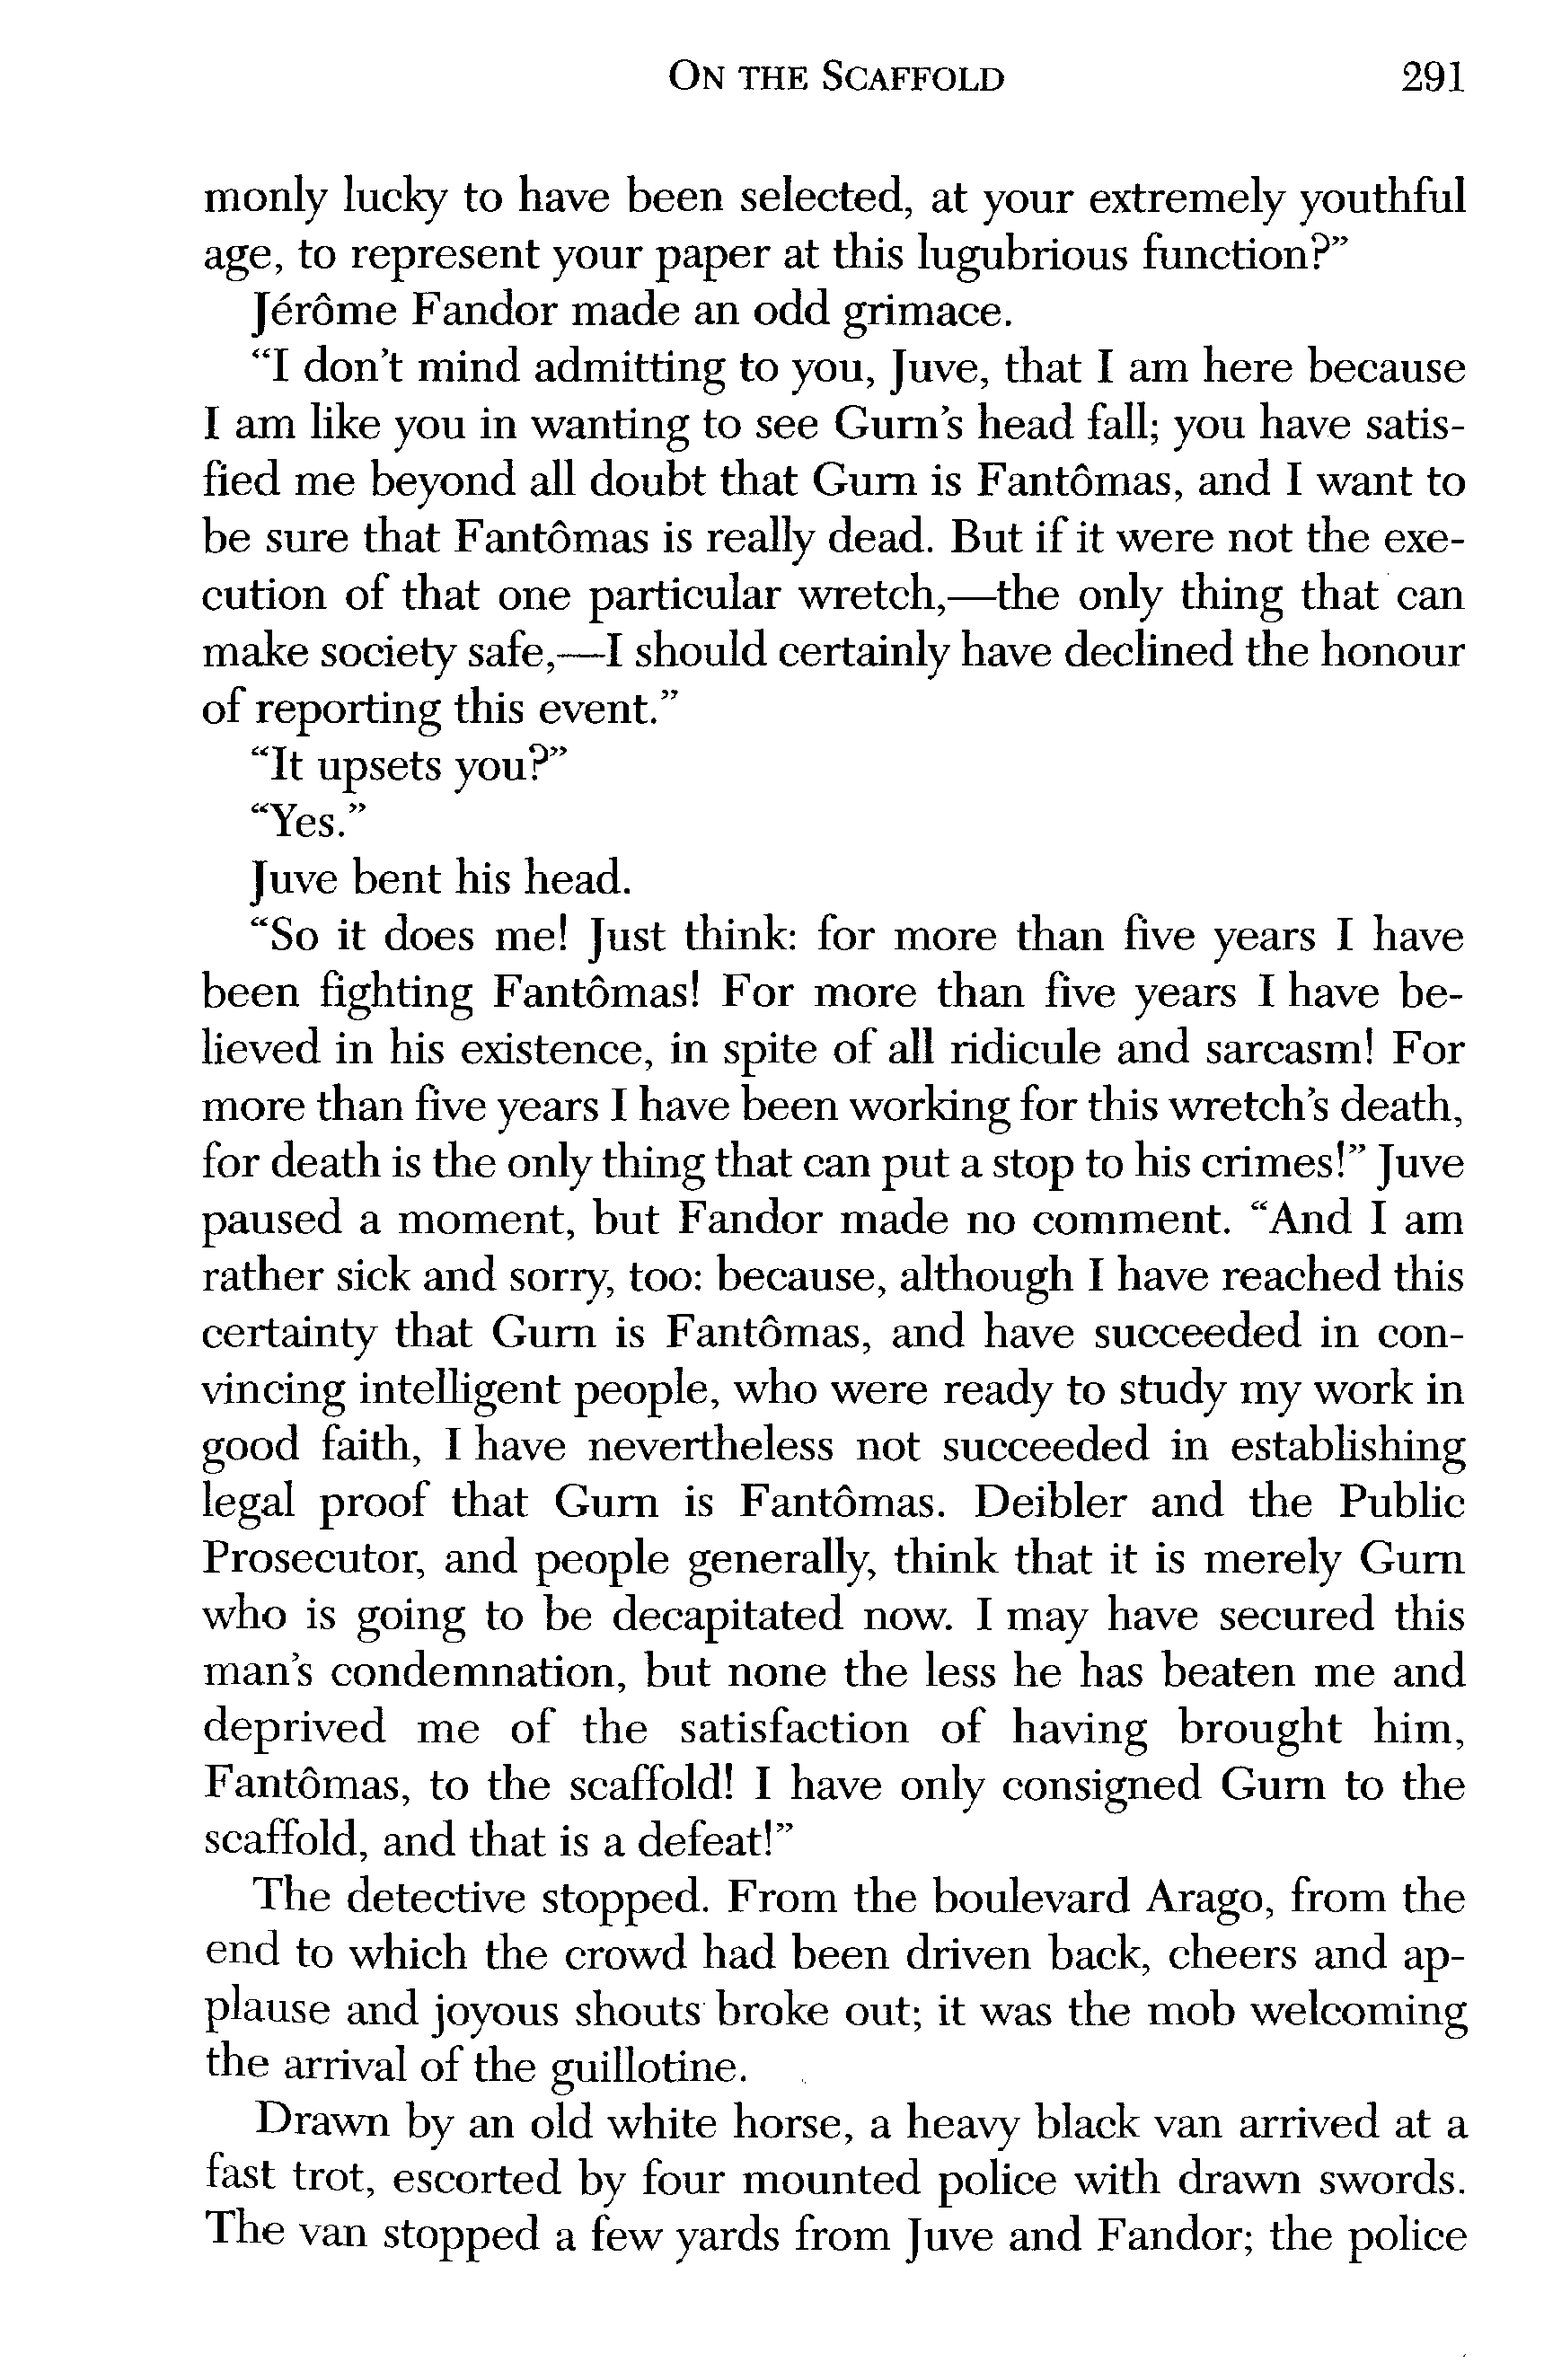 ON THE SCAFFOLD 291
monly lucky to have been selected, at your extremely youthful
age, to represent your paper at this lugubrious function?”
Jérôme Fandor made an odd grimace.
“I don’t mind admitting to you, Juve, that I am here because
I am like you in wanting to see Gurn’s head fall; you have satis-
fied me beyond all doubt that Gurn is Fantômas, and I want to
be sure that Fantômas is really dead. But if it were not the exe-
cution of that one particular wretch,—the only thing that can
make society safe,—I should certainly have declined the honour
of reporting this event.”
“It upsets you?”
“Yes.”
Juve bent his head.
“So it does me! Just think: for more than five years I have
been fighting Fantômas! For more than five years I have be-
lieved in his existence, in spite of all ridicule and sarcasm! For
more than five years I have been working for this wretch’s death,
for death is the only thing that can put a stop to his crimes!” Juve
paused a moment, but Fandor made no comment. “And I am
rather sick and sorry, too: because, although I have reached this
certainty that Gurn is Fantômas, and have succeeded in con-
vincing intelligent people, who were ready to study my work in
good faith, I have nevertheless not succeeded in establishing
legal proof that Gurn is Fantômas. Deibler and the Public
Prosecutor, and people generally, think that it is merely Gurn
who is going to be decapitated now. I may have secured this
man’s condemnation, but none the less he has beaten me and
deprived me of the satisfaction of having brought him,
Fantômas, to the scaffold! I have only consigned Gurn to the
scaffold, and that is a defeat!”
The detective stopped. From the boulevard Arago, from the
end to which the crowd had been driven back, cheers and ap-
plause and joyous shouts broke out; it was the mob welcoming
the arrival of the guillotine.
Drawn by an old white horse, a heavy black van arrived at a
fast trot, escorted by four mounted police with drawn swords.
The van stopped a few yards from Juve and Fandor; the police